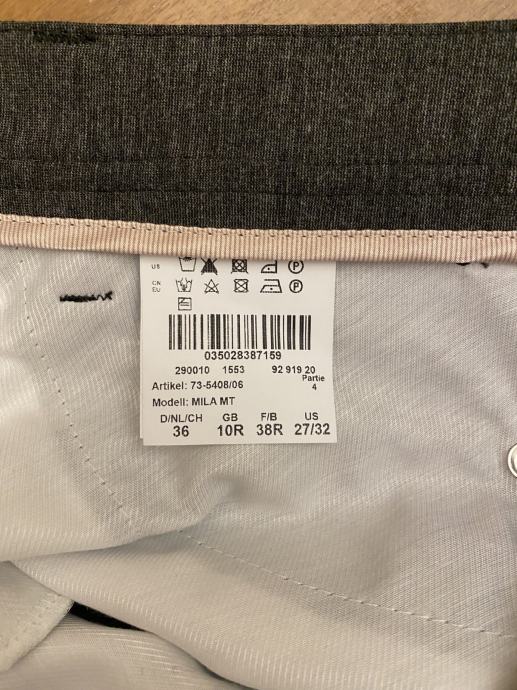 US
CN
EU
035028387159
290010 1553 92 919 20
Artikel: 73-5408/06 Partie
4
Modell: MILA MT
D/NL/CH GB F/B US
36 10R 38R 27/32